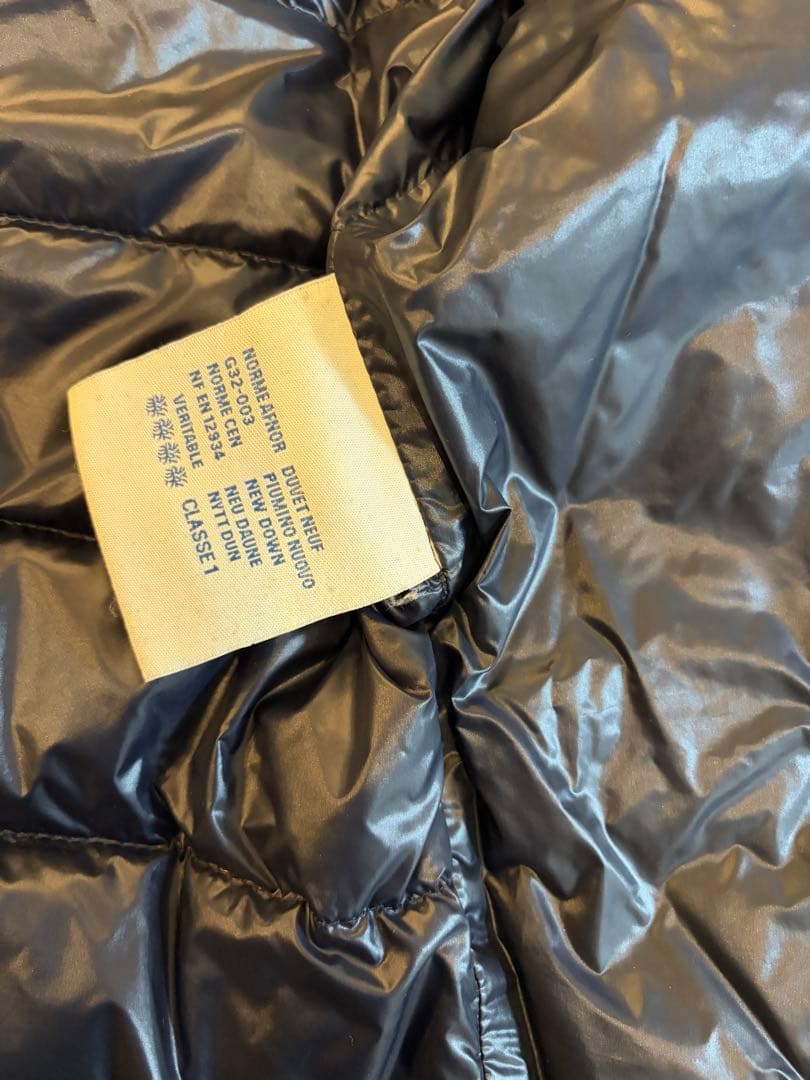 NORME AFNOR
G32-003
NORME CEN
NF EN 12934
VERITABLE
DUVET NEUF
PIUMINO NUOVO
NEW DOWN
NEU DAUNE
NYTT DUN
CLASSE 1